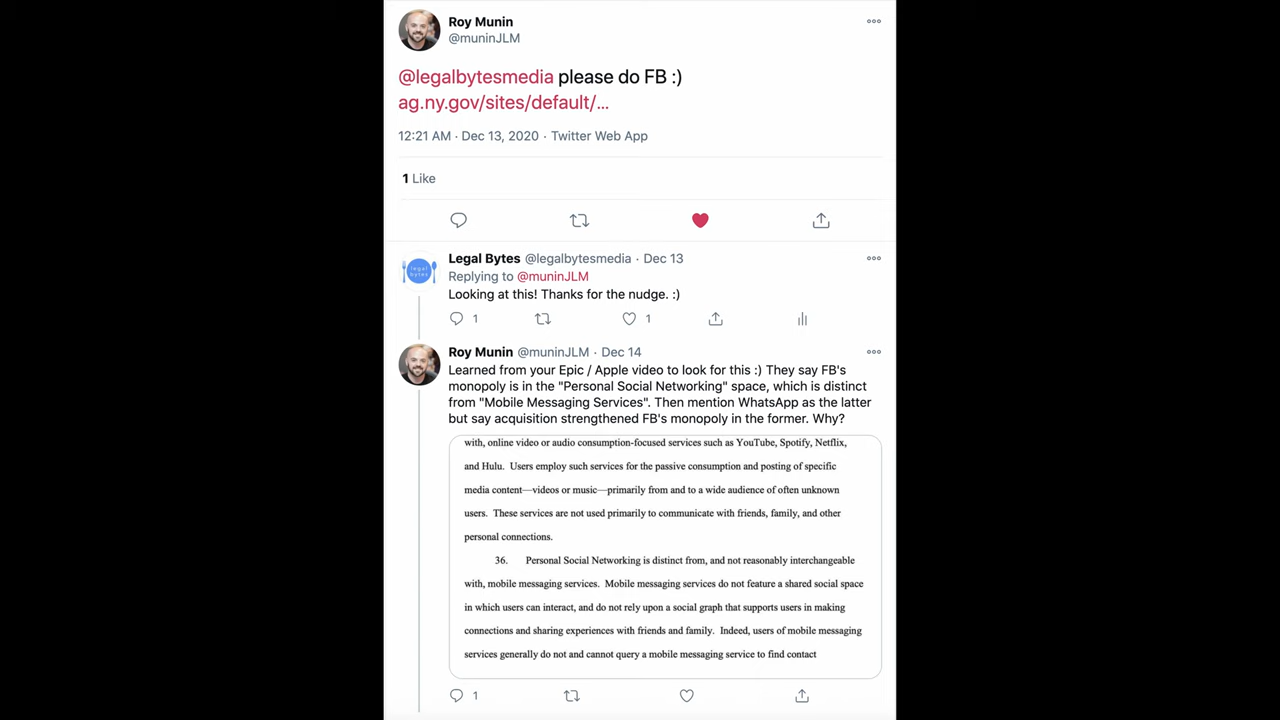 Roy Munin
@muninJLM
@legalbytesmedia please do FB :)
ag.ny.gov/sites/default/...
12:21 AM · Dec 13, 2020 · Twitter Web App
1 Like
legal
bytes
Legal Bytes @legalbytesmedia · Dec 13
Replying to @muninJLM
Looking at this! Thanks for the nudge. :)
1 1
Roy Munin @muninJLM · Dec 14
Learned from your Epic / Apple video to look for this :) They say FB's
monopoly is in the "Personal Social Networking" space, which is distinct
from "Mobile Messaging Services". Then mention WhatsApp as the latter
but say acquisition strengthened FB's monopoly in the former. Why?
with, online video or audio consumption-focused services such as YouTube, Spotify, Netflix,
and Hulu. Users employ such services for the passive consumption and posting of specific
media content—videos or music—primarily from and to a wide audience of often unknown
users. These services are not used primarily to communicate with friends, family, and other
personal connections.
36. Personal Social Networking is distinct from, and not reasonably interchangeable
with, mobile messaging services. Mobile messaging services do not feature a shared social space
in which users can interact, and do not rely upon a social graph that supports users in making
connections and sharing experiences with friends and family. Indeed, users of mobile messaging
services generally do not and cannot query a mobile messaging service to find contact
1